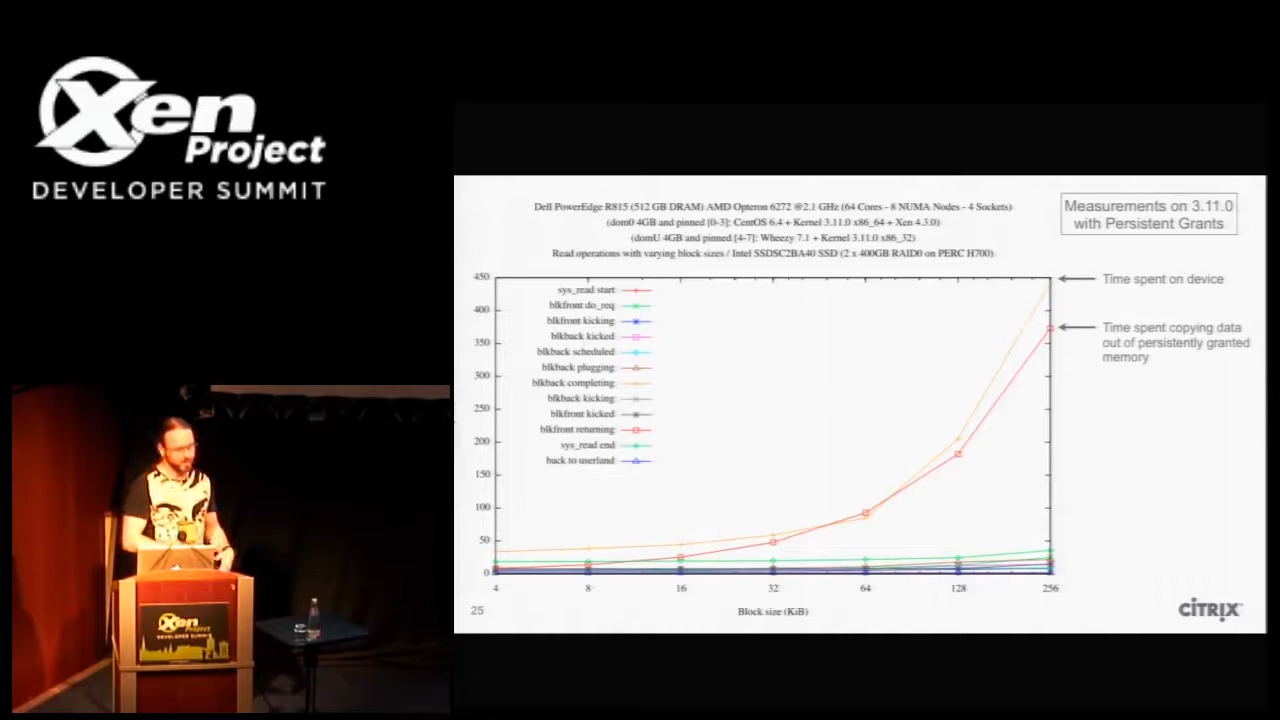 Xen
Project
DEVELOPER SUMMIT
Dell PowerEdge R815 (512 GB DRAM) AMD Opteron 6272 @2.1 GHz (64 Cores - 8 NUMA Nodes - 4 Sockets)
(dom0 4GB and pinned [0-3]: CentOS 6.4 + Kernel 3.11.0 x86_64 + Xen 4.3.0)
(domU 4GB and pinned [4-7]: Wheezy 7.1 + Kernel 3.11.0 x86_32)
Read operations with varying block sizes / Intel SSDSC2BA40 SSD (2 x 400GB RAID0 on PERC H700)
Measurements on 3.11.0
with Persistent Grants
450
400
350
300
250
200
150
100
50
0
sys_read start
blkfront do_req
blkfront kicking
blkback kicked
blkback scheduled
blkback plugging
blkback completing
blkback kicking
blkfront kicked
blkfront returning
sys_read end
back to userland
Time spent on device
Time spent copying data
out of persistently granted
memory
4 8 16 32 64 128 256
Block size (KiB)
25
CITRIX
Xen
Project
DEVELOPER SUMMIT